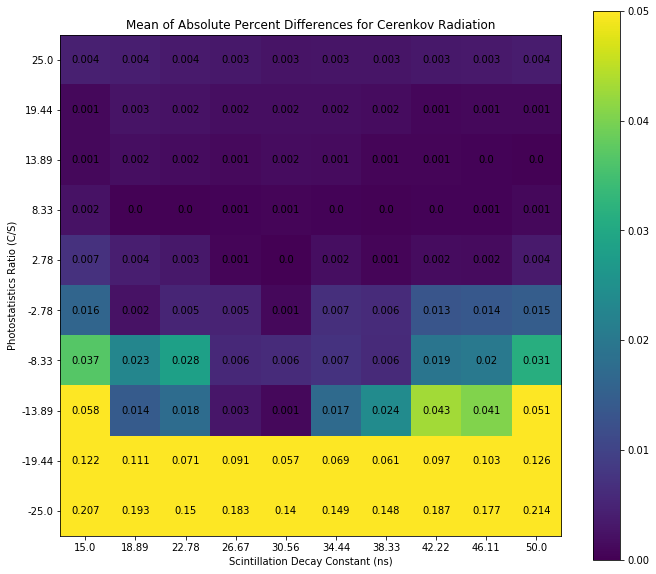 Mean of Absolute Percent Differences for Cerenkov Radiation
25.0 0.004 0.004 0.004 0.003 0.003 0.003 0.003 0.003 0.003 0.004
19.44 0.001 0.003 0.002 0.002 0.002 0.002 0.002 0.001 0.001 0.001
13.89 0.001 0.002 0.002 0.001 0.002 0.001 0.001 0.001 0.0 0.0
8.33 0.002 0.0 0.0 0.001 0.001 0.0 0.0 0.0 0.001 0.001
2.78 0.007 0.004 0.003 0.001 0.0 0.002 0.001 0.002 0.002 0.004
-2.78 0.016 0.002 0.005 0.005 0.001 0.007 0.006 0.013 0.014 0.015
-8.33 0.037 0.023 0.028 0.006 0.006 0.007 0.006 0.019 0.02 0.031
-13.89 0.058 0.014 0.018 0.003 0.001 0.017 0.024 0.043 0.041 0.051
-19.44 0.122 0.111 0.071 0.091 0.057 0.069 0.061 0.097 0.103 0.126
-25.0 0.207 0.193 0.15 0.183 0.14 0.149 0.148 0.187 0.177 0.214
15.0 18.89 22.78 26.67 30.56 34.44 38.33 42.22 46.11 50.0
Scintillation Decay Constant (ns)
Photostatistics Ratio (C/S)
0.05
0.04
0.03
0.02
0.01
0.00